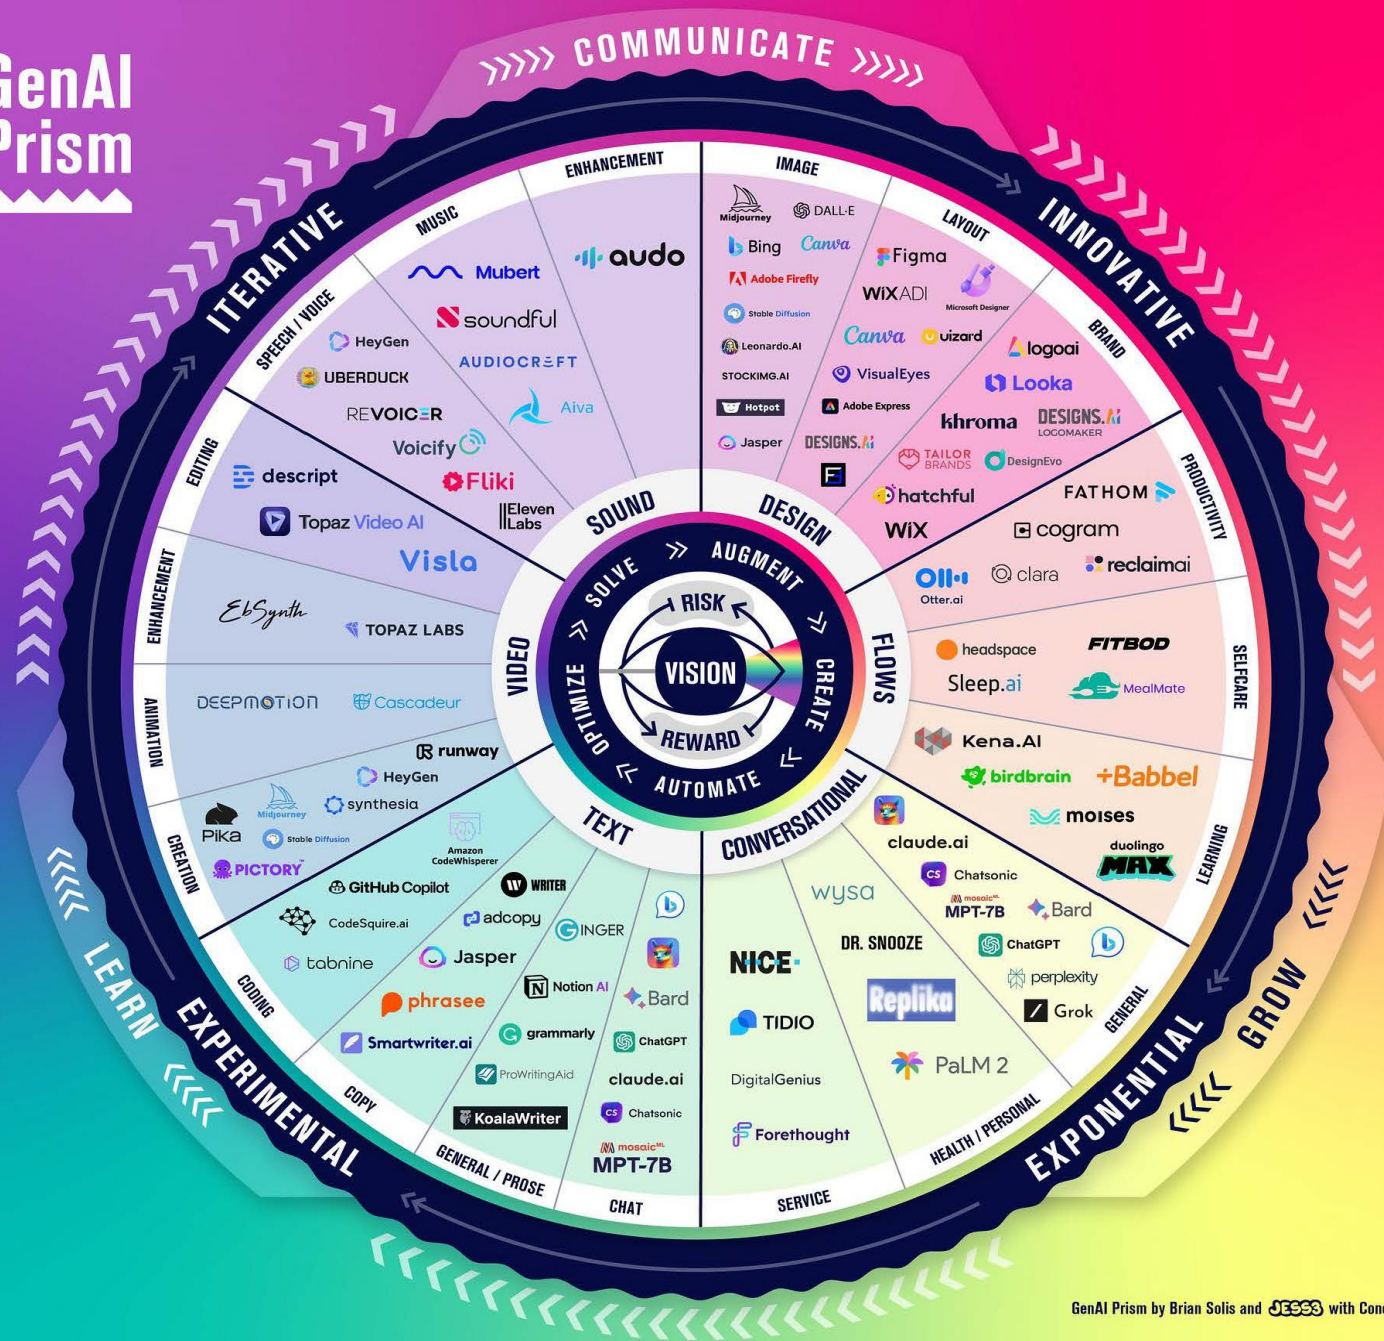 GenAI
Prism
COMMUNICATE
INNOVATIVE
GROW
EXPONENTIAL
EXPERIMENTAL
LEARN
ITERATIVE
SOUND
ENHANCEMENT
audo
MUSIC
Mubert
soundful
AUDIOCRAFT
Aiva
SPEECH / VOICE
HeyGen
UBERDUCK
REVOICER
Voicify
Fliki
Eleven
Labs
DESIGN
IMAGE
Midjourney
DALL·E
Bing
Canva
Adobe Firefly
Stable Diffusion
Leonardo.AI
STOCKIMG.AI
Hotpot
Jasper
LAYOUT
Figma
WiX ADI
Microsoft Designer
Canva
uizard
VisualEyes
Adobe Express
DESIGNS.Ai
BRAND
logoai
Looka
khroma
DESIGNS.Ai
LOGOMAKER
TAILOR
BRANDS
DesignEvo
hatchful
WiX
FLOWS
PRODUCTIVITY
FATHOM
cogram
Otter.ai
clara
reclaimai
SELFCARE
headspace
FITBOD
Sleep.ai
MealMate
LEARNING
Kena.AI
birdbrain
+Babbel
moises
duolingo
MAX
CONVERSATIONAL
GENERAL
claude.ai
CS Chatsonic
mosaicML
MPT-7B
Bard
ChatGPT
perplexity
Grok
HEALTH / PERSONAL
wysa
DR. SNOOZE
Replika
PaLM 2
SERVICE
NICE
TIDIO
DigitalGenius
Forethought
TEXT
CHAT
Bard
ChatGPT
claude.ai
CS Chatsonic
mosaicML
MPT-7B
GENERAL / PROSE
GINGER
Notion AI
grammarly
ProWritingAid
KoalaWriter
COPY
WRITER
adcopy
Jasper
phrasee
Smartwriter.ai
CODING
Amazon
CodeWhisperer
GitHub Copilot
CodeSquire.ai
tabnine
VIDEO
CREATION
runway
HeyGen
synthesia
Midjourney
Pika
Stable Diffusion
PICTORY
ANIMATION
DEEPMOTION
Cascadeur
ENHANCEMENT
EbSynth
TOPAZ LABS
EDITING
descript
Topaz Video AI
Visla
SOLVE
AUGMENT
CREATE
AUTOMATE
OPTIMIZE
RISK
VISION
REWARD
GenAI Prism by Brian Solis and JESS3 with